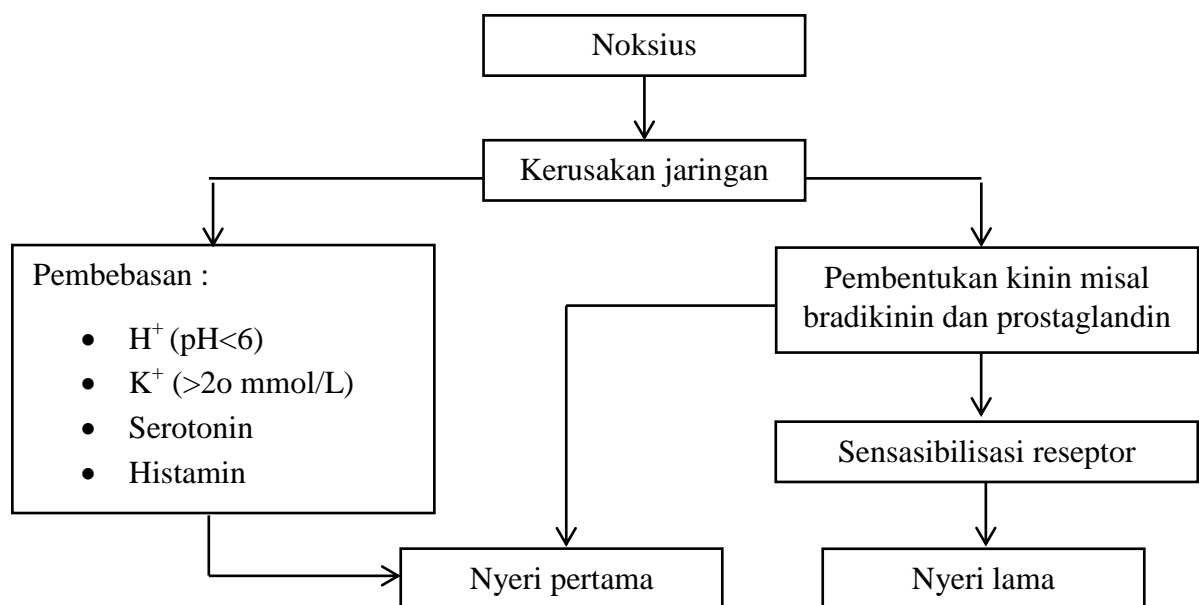 Noksius
Kerusakan jaringan
Pembebasan :
• H⁺ (pH<6)
• K⁺ (>2o mmol/L)
• Serotonin
• Histamin
Pembentukan kinin misal
bradikinin dan prostaglandin
Sensasibilisasi reseptor
Nyeri pertama
Nyeri lama